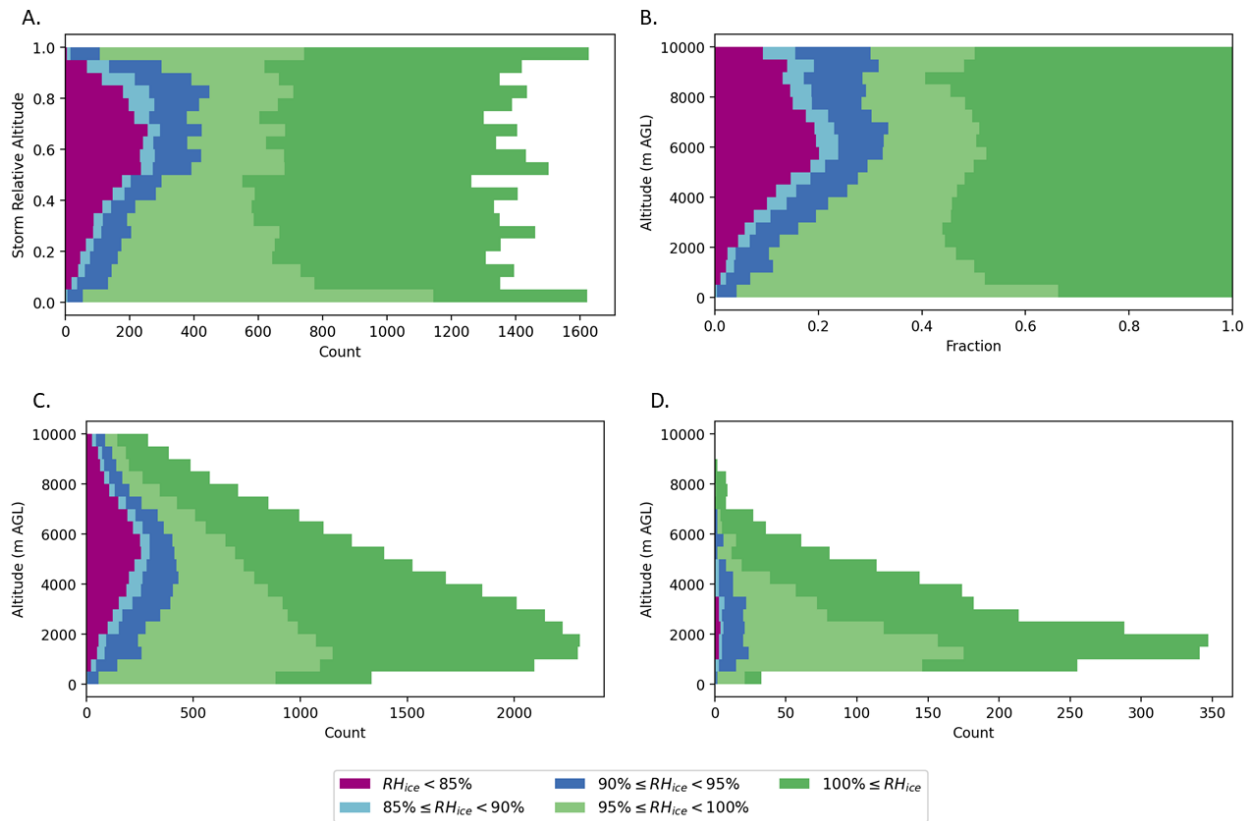 A.
1.0
0.8
0.6
0.4
0.2
0.0
Storm Relative Altitude
0 200 400 600 800 1000 1200 1400 1600
Count
B.
10000
8000
6000
4000
2000
0
Altitude (m AGL)
0.0 0.2 0.4 0.6 0.8 1.0
Fraction
C.
10000
8000
6000
4000
2000
0
Altitude (m AGL)
0 500 1000 1500 2000
Count
D.
10000
8000
6000
4000
2000
0
Altitude (m AGL)
0 50 100 150 200 250 300 350
Count
RH_ice < 85%
85% ≤ RH_ice < 90%
90% ≤ RH_ice < 95%
95% ≤ RH_ice < 100%
100% ≤ RH_ice